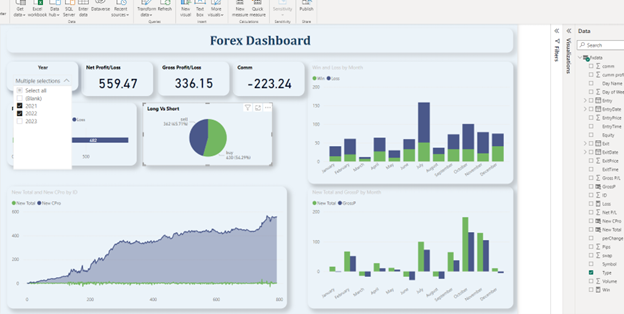 Get data
Excel workbook
Data hub
SQL Server
Enter data
Dataverse
Recent sources
Transform data
Refresh
New visual
Text box
More visuals
New measure
Quick measure
Sensitivity
Publish
Data
Queries
Insert
Calculations
Sensitivity
Share
Forex Dashboard
Year
Multiple selections
Select all
(Blank)
2021
2022
2023
Net Profit/Loss
559.47
Gross Profit/Loss
336.15
Comm
-223.24
Loss
682
500
Long Vs Short
sell
buy
Win and Loss by Month
Win Loss
200
150
100
50
0
January
February
March
April
May
June
July
August
September
October
November
December
New Total and New CPro by ID
New Total New CPro
600
400
200
0
0
200
400
600
800
New Total and GrossP by Month
New Total GrossP
200
100
0
January
February
March
April
May
June
July
August
September
October
November
December
Filters
Visualizations
Data
Search
comm
comm prof
Day Name
Day of Wee
Entry
EntryDate
EntryPrice
EntryTime
Equity
Exit
ExitDate
ExitPrice
ExitTime
Gross P/L
GrossP
ID
Loss
Net P/L
New CPro
New Total
perChange
Pips
swap
Symbol
Type
Volume
Win